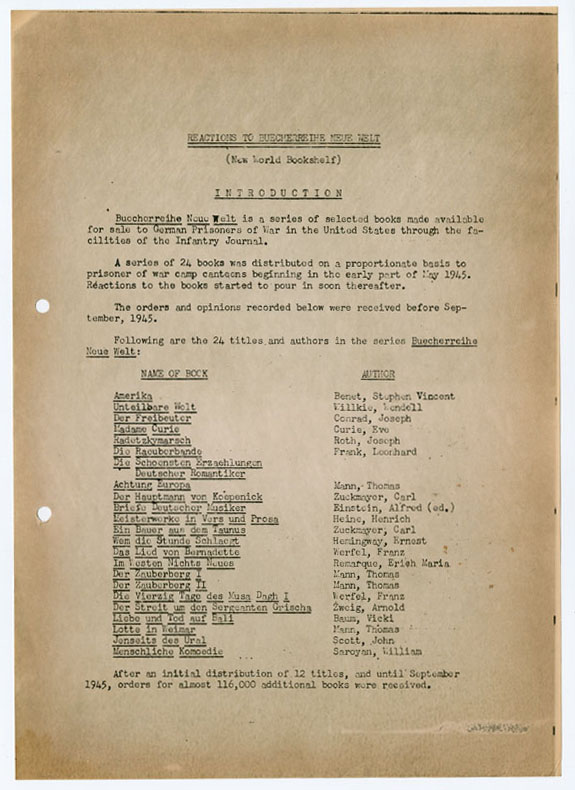 REACTIONS TO BUECHERREIHE NEUE WELT
(New World Bookshelf)
INTRODUCTION
Buecherreihe Neue Welt is a series of selected books made available
for sale to German Prisoners of War in the United States through the fa-
cilities of the Infantry Journal.
A series of 24 books was distributed on a proportionate basis to
prisoner of war camp canteens beginning in the early part of May 1945.
Reactions to the books started to pour in soon thereafter.
The orders and opinions recorded below were received before Sep-
tember, 1945.
Following are the 24 titles and authors in the series Buecherreihe
Neue Welt:
NAME OF BOOK AUTHOR
Amerika Benet, Stephen Vincent
Unteilbare Welt Willkie, Wendell
Der Freibeuter Conrad, Joseph
Madame Curie Curie, Eve
Radetzkymarsch Roth, Joseph
Die Raeuberbande Frank, Leonhard
Die Schoensten Erzaehlungen
Deutscher Romantiker
Achtung Europa Mann, Thomas
Der Hauptmann von Koepenick Zuckmayer, Carl
Briefe Deutscher Musiker Einstein, Alfred (ed.)
Meisterwerke in Vers und Prosa Heine, Henrich
Ein Bauer aus dem Taunus Zuckmayer, Carl
Wem die Stunde Schlaegt Hemingway, Ernest
Das Lied von Bernadette Werfel, Franz
Im Westen Nichts Neues Remarque, Erich Maria
Der Zauberberg I Mann, Thomas
Der Zauberberg II Mann, Thomas
Die Vierzig Tage des Musa Dagh I Werfel, Franz
Der Streit um den Sergeanten Grischa Zweig, Arnold
Liebe und Tod auf Bali Baum, Vicki
Lotte in Weimar Mann, Thomas
Jenseits des Ural Scott, John
Menschliche Komoedie Saroyan, William
After an initial distribution of 12 titles, and until September
1945, orders for almost 116,000 additional books were received.